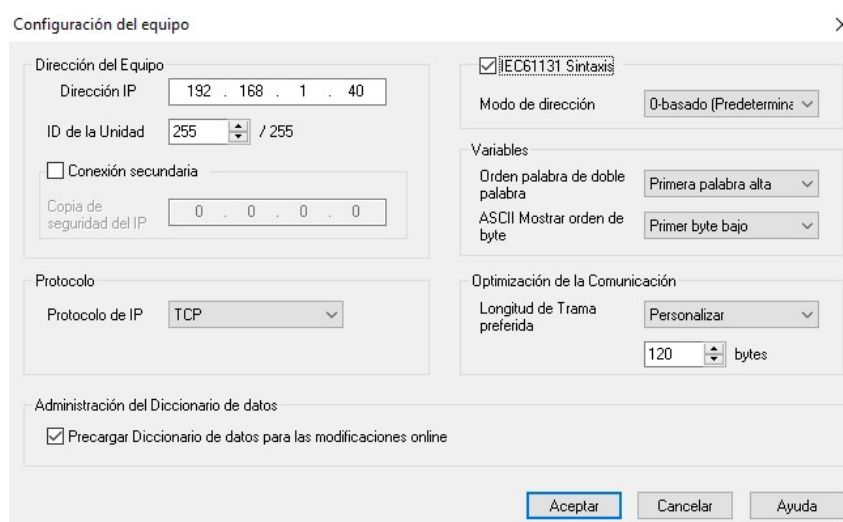 Configuración del equipo
Dirección del Equipo
Dirección IP
192 . 168 . 1 . 40
ID de la Unidad
255
/ 255
Conexión secundaria
Copia de
seguridad del IP
0 . 0 . 0 . 0
IEC61131 Sintaxis
Modo de dirección
0-basado (Predetermina
Variables
Orden palabra de doble
palabra
Primera palabra alta
ASCII Mostrar orden de
byte
Primer byte bajo
Protocolo
Protocolo de IP
TCP
Optimización de la Comunicación
Longitud de Trama
preferida
Personalizar
120
bytes
Administración del Diccionario de datos
Precargar Diccionario de datos para las modificaciones online
Aceptar
Cancelar
Ayuda